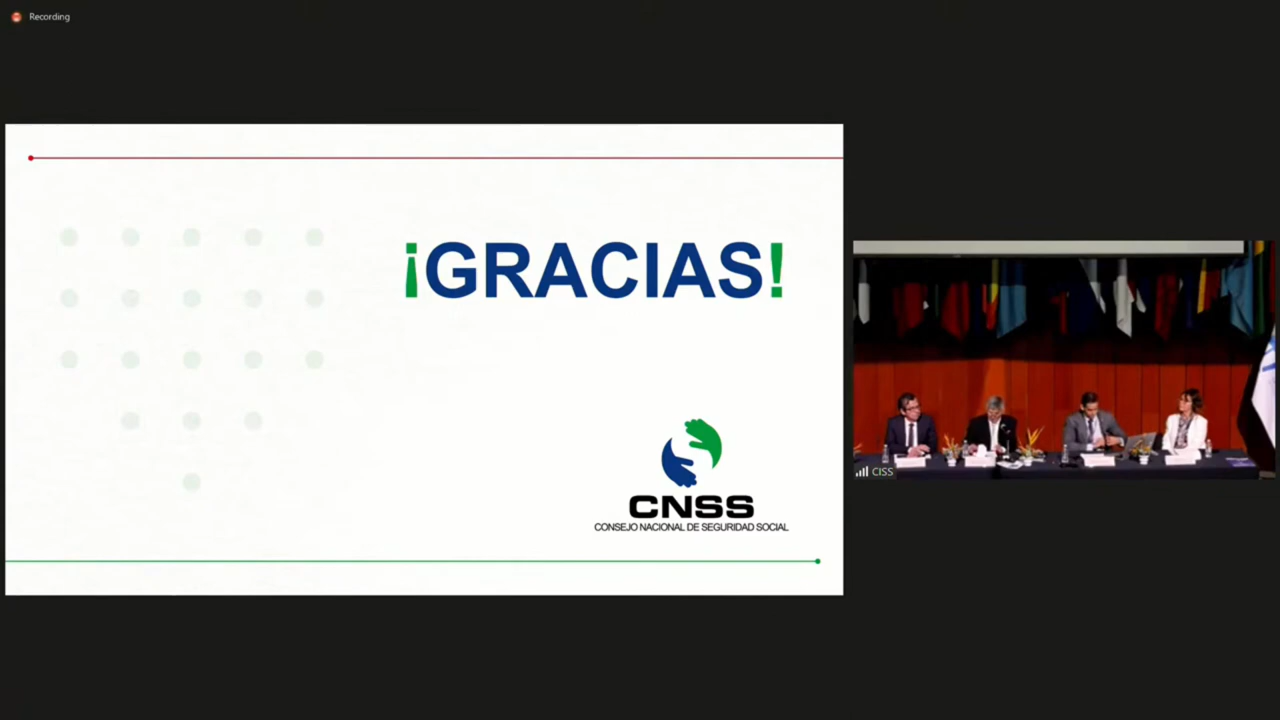 Recording
¡GRACIAS!
CNSS
CONSEJO NACIONAL DE SEGURIDAD SOCIAL
CISS